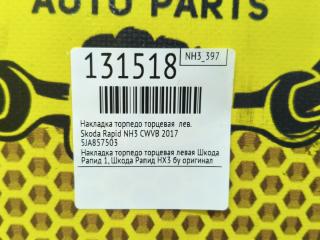 AUTO PARTS
NH3_397
131518
Накладка торпедо торцевая лев.
Skoda Rapid NH3 CWVB 2017
5JA857503
Накладка торпедо торцевая левая Шкода
Рапид 1, Шкода Рапид НХ3 бу оригинал